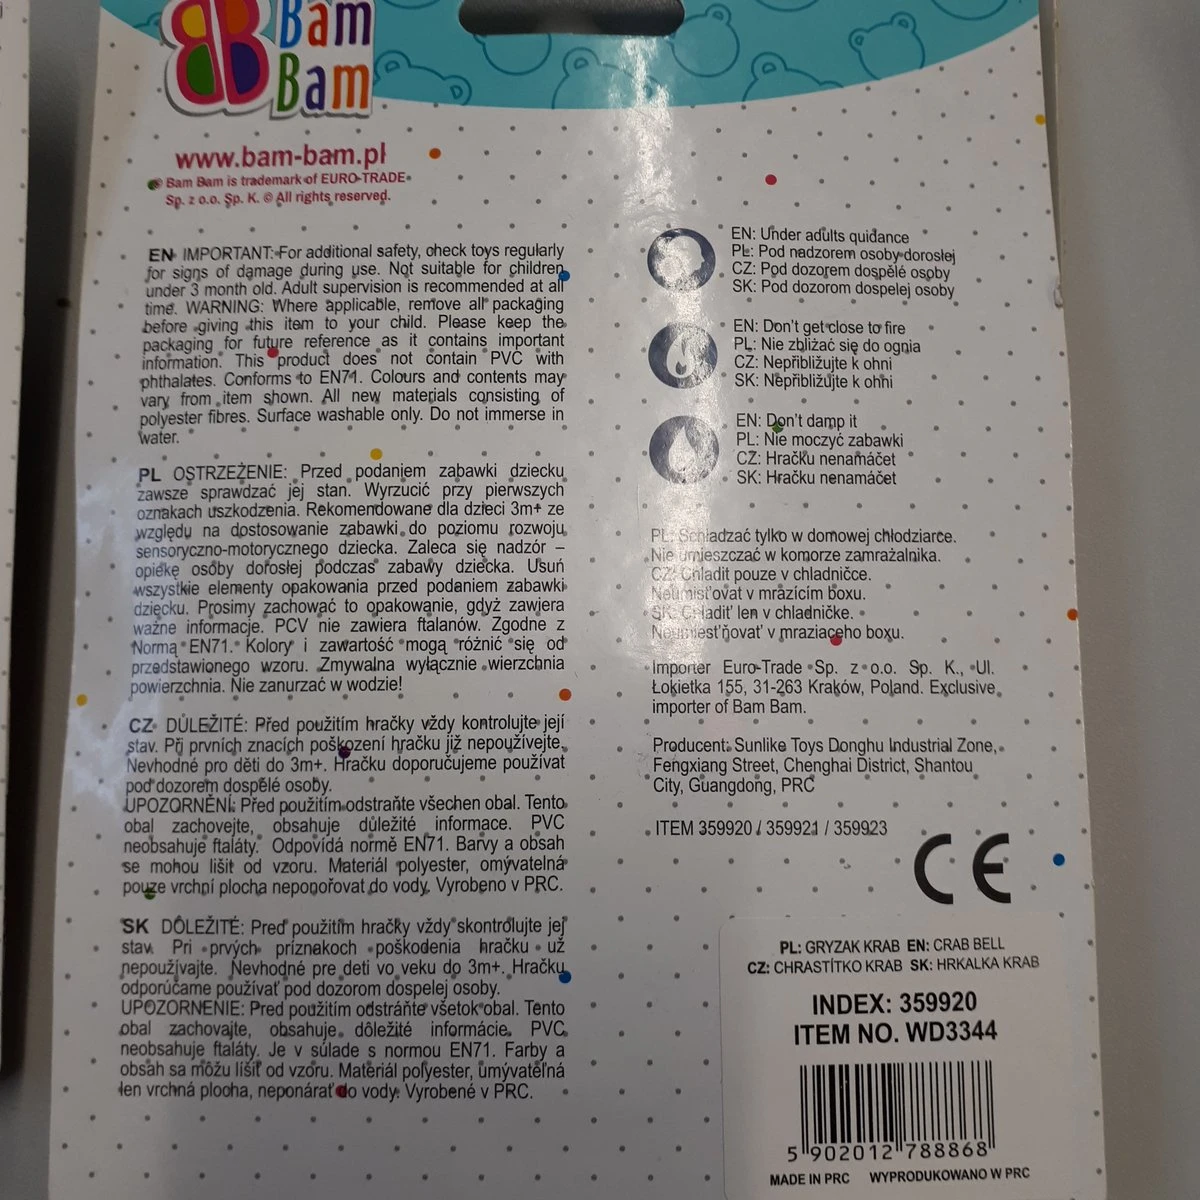 Bam
Bam
www.bam-bam.pl
Bam Bam is trademark of EURO-TRADE
Sp. z o.o. Sp. K. © All rights reserved.
EN IMPORTANT: For additional safety, check toys regularly
for signs of damage during use. Not suitable for children
under 3 month old. Adult supervision is recommended at all
time. WARNING: Where applicable, remove all packaging
before giving this item to your child. Please keep the
packaging for future reference as it contains important
information. This product does not contain PVC with
phthalates. Conforms to EN71. Colours and contents may
vary from item shown. All new materials consisting of
polyester fibres. Surface washable only. Do not immerse in
water.
PL OSTRZEŻENIE: Przed podaniem zabawki dziecku
zawsze sprawdzać jej stan. Wyrzucić przy pierwszych
oznakach uszkodzenia. Rekomendowane dla dzieci 3m+ ze
względu na dostosowanie zabawki do poziomu rozwoju
sensoryczno-motorycznego dziecka. Zaleca się nadzór –
opiekę osoby dorosłej podczas zabawy dziecka. Usuń
wszystkie elementy opakowania przed podaniem zabawki
dziecku. Prosimy zachować to opakowanie, gdyż zawiera
ważne informacje. PCV nie zawiera ftalanów. Zgodne z
Normą EN71. Kolory i zawartość mogą różnić się od
przedstawionego wzoru. Zmywalna wyłącznie wierzchnia
powierzchnia. Nie zanurzać w wodzie!
CZ DŮLEŽITÉ: Před použitím hračky vždy kontrolujte její
stav. Při prvních znacích poškození hračku již nepoužívejte.
Nevhodné pro děti do 3m+. Hračku doporučujeme používat
pod dozorem dospělé osoby.
UPOZORNĚNÍ: Před použitím odstraňte všechen obal. Tento
obal zachovejte, obsahuje důležité informace. PVC
neobsahuje ftaláty. Odpovídá normě EN71. Barvy a obsah
se mohou lišit od vzoru. Materiál polyester, omývatelná
pouze vrchní plocha neponořovat do vody. Vyrobeno v PRC.
SK DÔLEŽITÉ: Pred použitím hračky vždy skontrolujte jej
stav. Pri prvých príznakoch poškodenia hračku už
nepoužívajte. Nevhodné pre deti vo veku do 3m+. Hračku
odporúčame používať pod dozorom dospelej osoby.
UPOZORNENIE: Pred použitím odstráňte všetok obal. Tento
obal zachovajte, obsahuje dôležité informácie. PVC
neobsahuje ftaláty. Je v súlade s normou EN71. Farby a
obsah sa môžu líšiť od vzoru. Materiál polyester, umývateľná
len vrchná plocha, neponárať do vody. Vyrobené v PRC.
EN: Under adults quidance
PL: Pod nadzorem osoby dorosłej
CZ: Pod dozorem dospělé osoby
SK: Pod dozorom dospelej osoby
EN: Don't get close to fire
PL: Nie zbliżać się do ognia
CZ: Nepřibližujte k ohni
SK: Nepřibližujte k ohni
EN: Don't damp it
PL: Nie moczyć zabawki
CZ: Hračku nenamáčet
SK: Hračku nenamáčet
PL: Schładzać tylko w domowej chłodziarce.
Nie umieszczać w komorze zamrażalnika.
CZ: Chladit pouze v chladničce.
Neumisťovat v mrazícím boxu.
SK: Chladiť len v chladničke.
Neumiestňovať v mraziaceho boxu.
Importer Euro-Trade Sp. z o.o. Sp. K., Ul.
Łokietka 155, 31-263 Kraków, Poland. Exclusive
importer of Bam Bam.
Producent: Sunlike Toys Donghu Industrial Zone,
Fengxiang Street, Chenghai District, Shantou
City, Guangdong, PRC
ITEM 359920 / 359921 / 359923
CE
PL: GRYZAK KRAB EN: CRAB BELL
CZ: CHRASTÍTKO KRAB SK: HRKALKA KRAB
INDEX: 359920
ITEM NO. WD3344
5 902012 788868
MADE IN PRC WYPRODUKOWANO W PRC